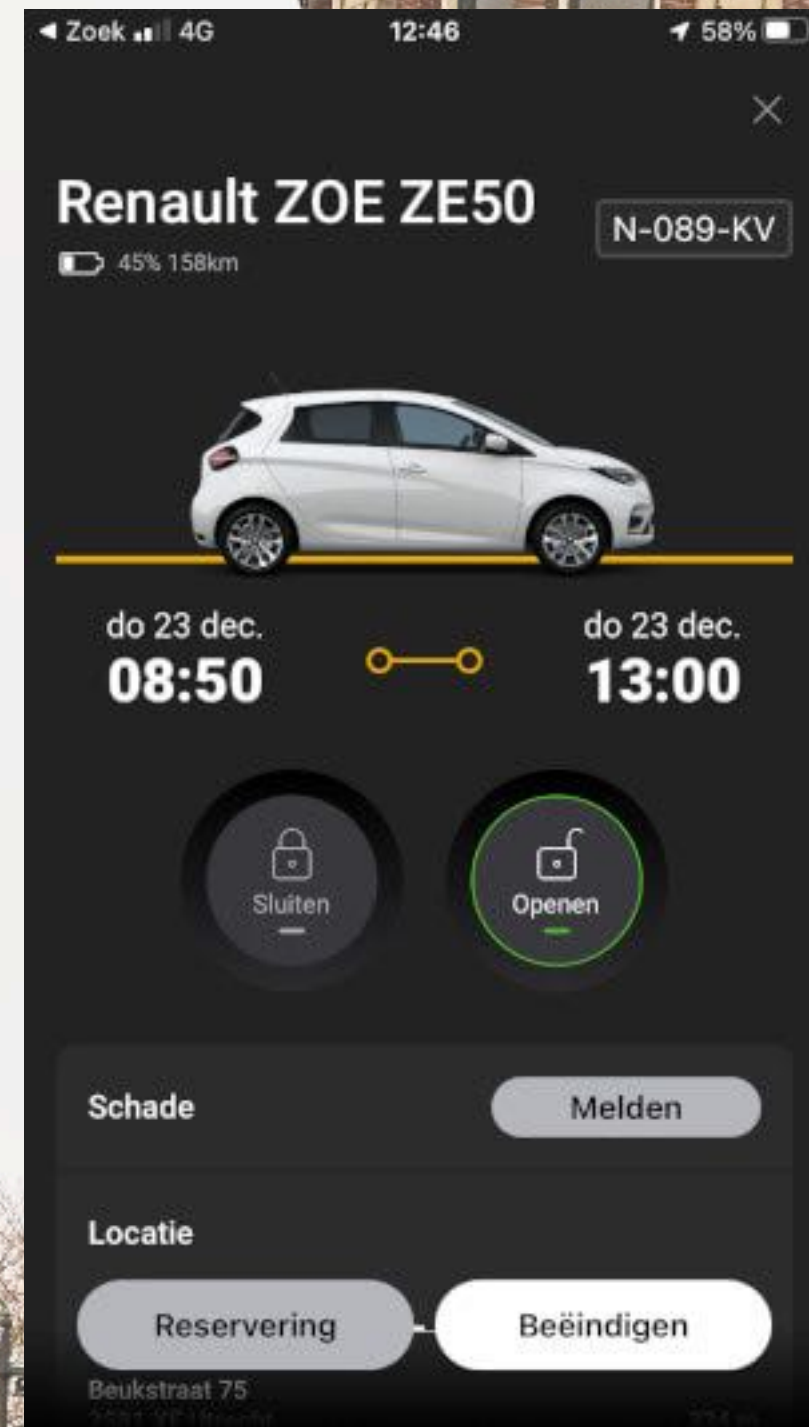 ◀ Zoek 4G 12:46 58%
Renault ZOE ZE50
N-089-KV
45% 158km
do 23 dec. do 23 dec.
08:50 13:00
Sluiten Openen
Schade Melden
Locatie
Reservering Beëindigen
Beukstraat 75